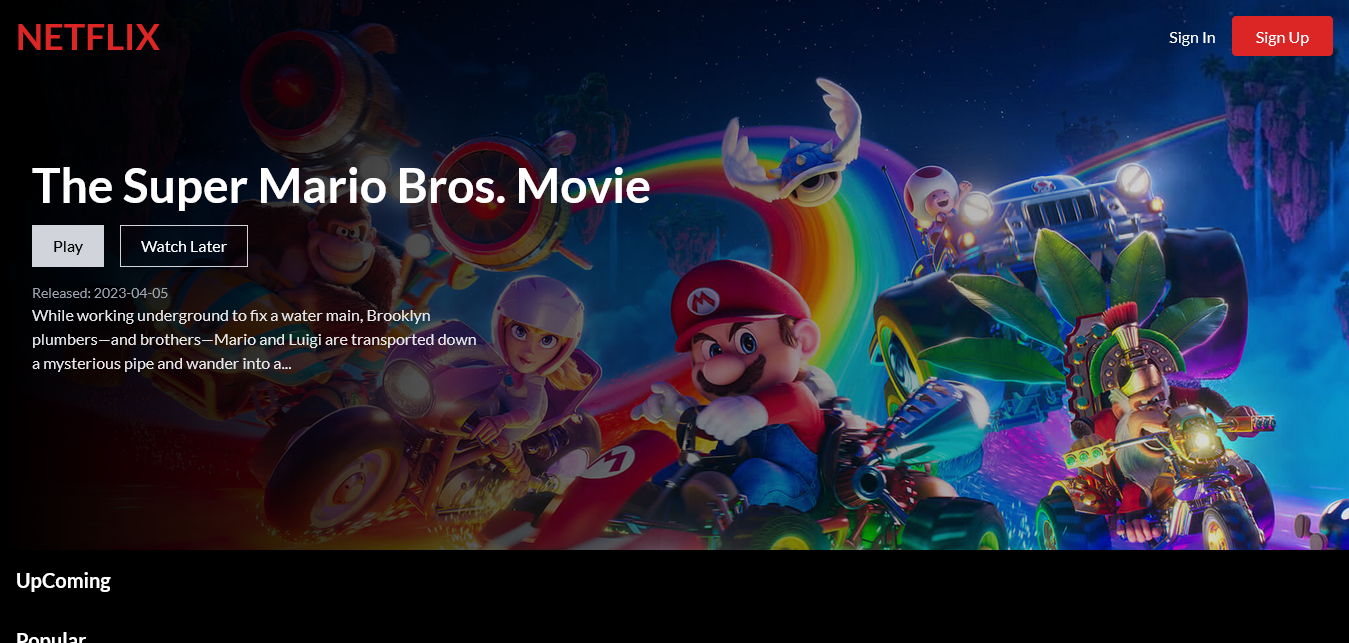 NETFLIX
Sign In
Sign Up
The Super Mario Bros. Movie
Play
Watch Later
Released: 2023-04-05
While working underground to fix a water main, Brooklyn
plumbers—and brothers—Mario and Luigi are transported down
a mysterious pipe and wander into a...
M
M
UpComing
Popular